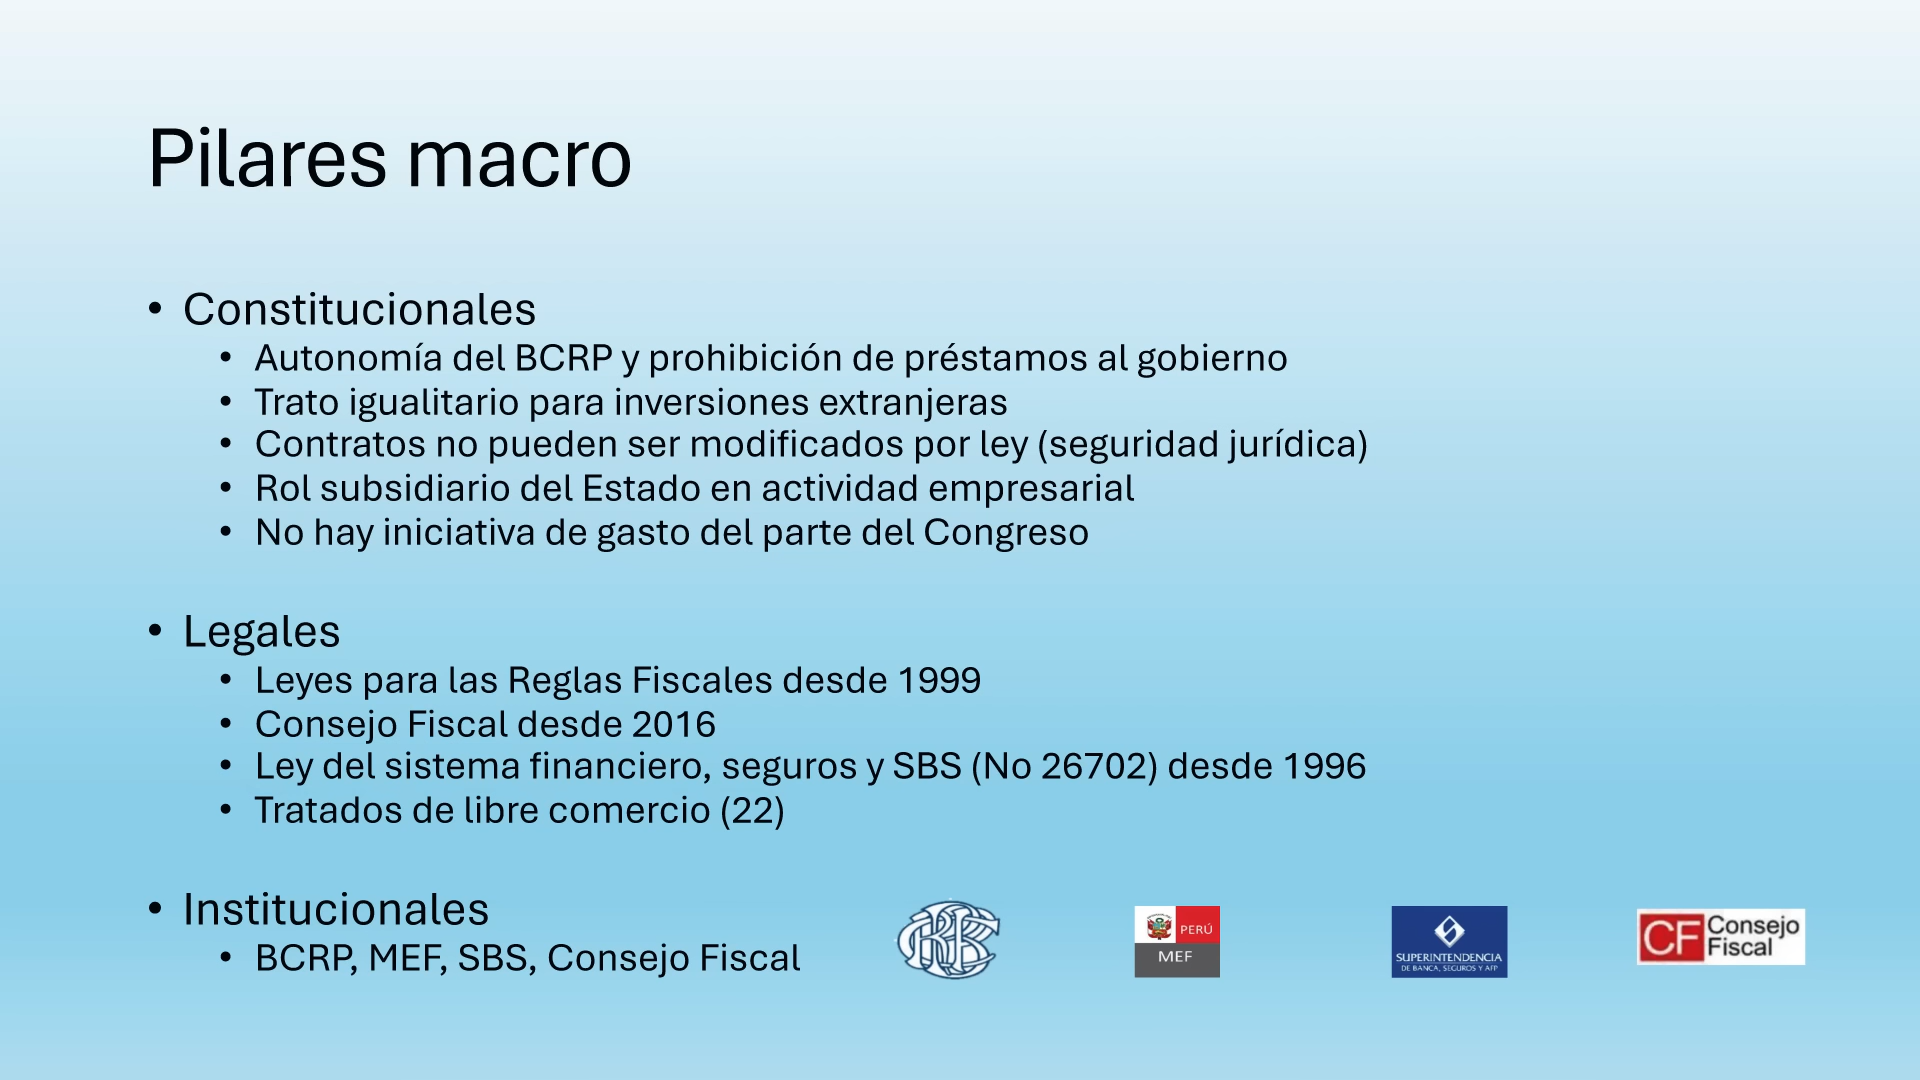 Pilares macro
• Constitucionales
• Autonomía del BCRP y prohibición de préstamos al gobierno
• Trato igualitario para inversiones extranjeras
• Contratos no pueden ser modificados por ley (seguridad jurídica)
• Rol subsidiario del Estado en actividad empresarial
• No hay iniciativa de gasto del parte del Congreso
• Legales
• Leyes para las Reglas Fiscales desde 1999
• Consejo Fiscal desde 2016
• Ley del sistema financiero, seguros y SBS (No 26702) desde 1996
• Tratados de libre comercio (22)
• Institucionales
• BCRP, MEF, SBS, Consejo Fiscal
PERÚ
MEF
SUPERINTENDENCIA
DE BANCA, SEGUROS Y AFP
CF Consejo
Fiscal